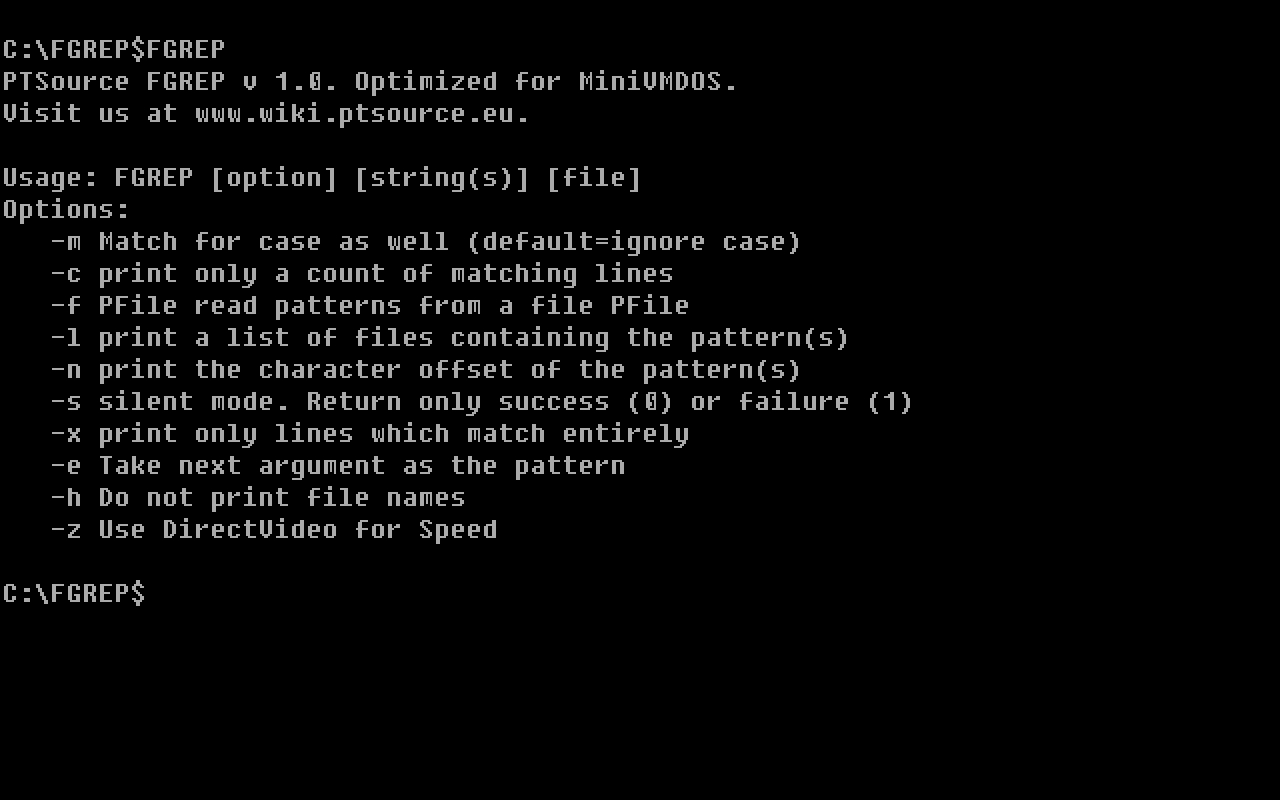 C:\FGREP$FGREP
PTSource FGREP v 1.0. Optimized for MiniVMDOS.
Visit us at www.wiki.ptsource.eu.
Usage: FGREP [option] [string(s)] [file]
Options:
-m Match for case as well (default=ignore case)
-c print only a count of matching lines
-f PFile read patterns from a file PFile
-l print a list of files containing the pattern(s)
-n print the character offset of the pattern(s)
-s silent mode. Return only success (0) or failure (1)
-x print only lines which match entirely
-e Take next argument as the pattern
-h Do not print file names
-z Use DirectVideo for Speed
C:\FGREP$